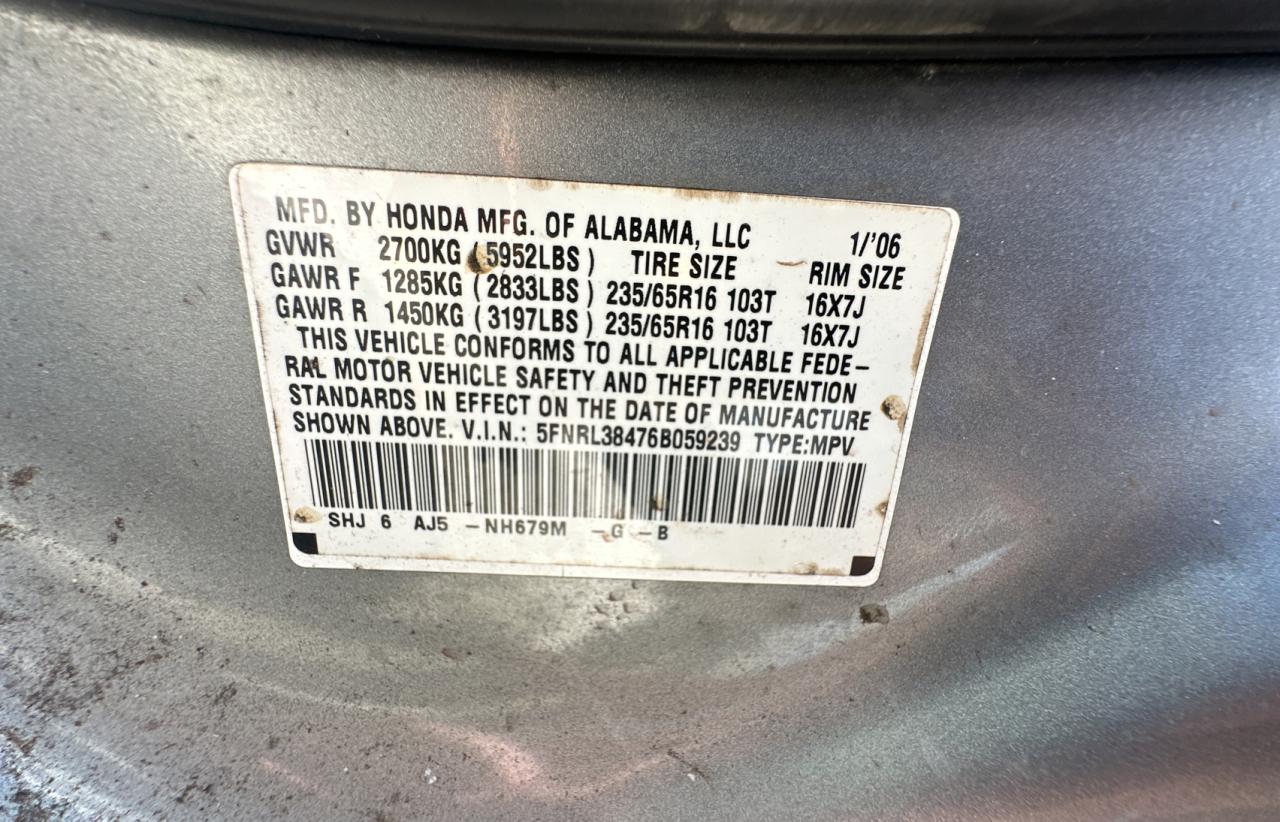 MFD. BY HONDA MFG. OF ALABAMA, LLC 1/'06
GVWR 2700KG (5952LBS) TIRE SIZE RIM SIZE
GAWR F 1285KG (2833LBS) 235/65R16 103T 16X7J
GAWR R 1450KG (3197LBS) 235/65R16 103T 16X7J
THIS VEHICLE CONFORMS TO ALL APPLICABLE FEDE-
RAL MOTOR VEHICLE SAFETY AND THEFT PREVENTION
STANDARDS IN EFFECT ON THE DATE OF MANUFACTURE
SHOWN ABOVE. V.I.N.: 5FNRL38476B059239 TYPE:MPV
SHJ 6 AJ5 -NH679M -G -B